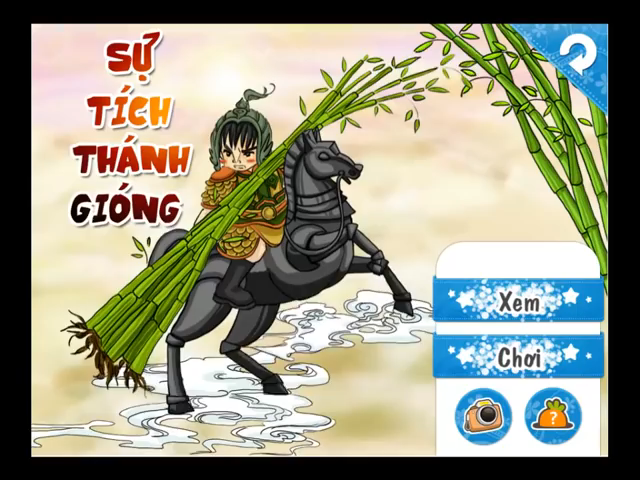 SỰ
TÍCH
THÁNH
GIÓNG
Xem
Chơi
?